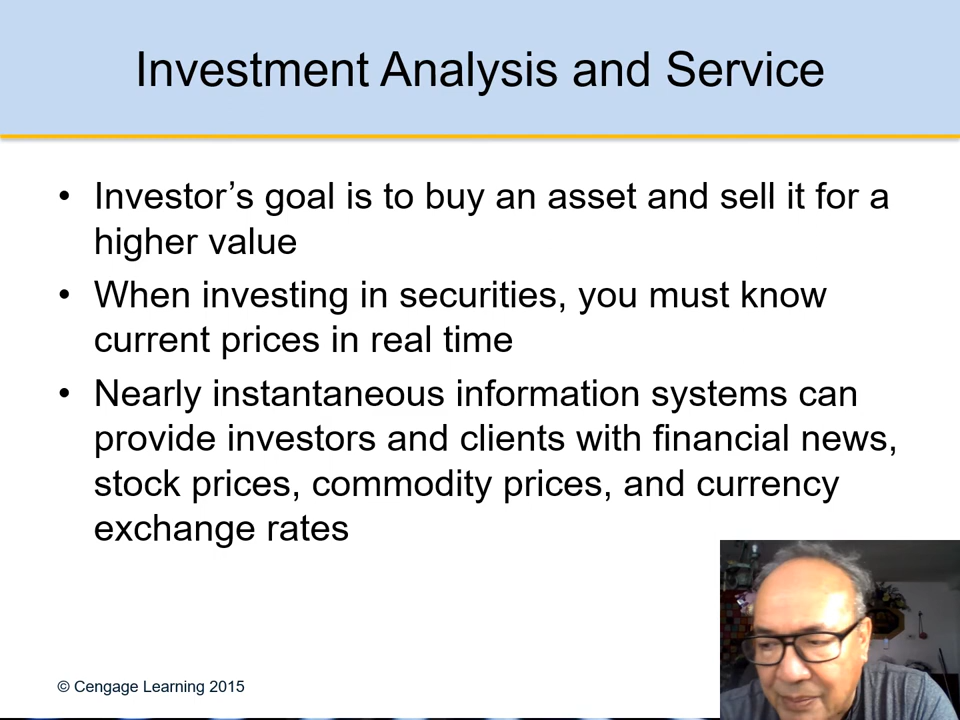 Investment Analysis and Service
• Investor’s goal is to buy an asset and sell it for a
higher value
• When investing in securities, you must know
current prices in real time
• Nearly instantaneous information systems can
provide investors and clients with financial news,
stock prices, commodity prices, and currency
exchange rates
© Cengage Learning 2015